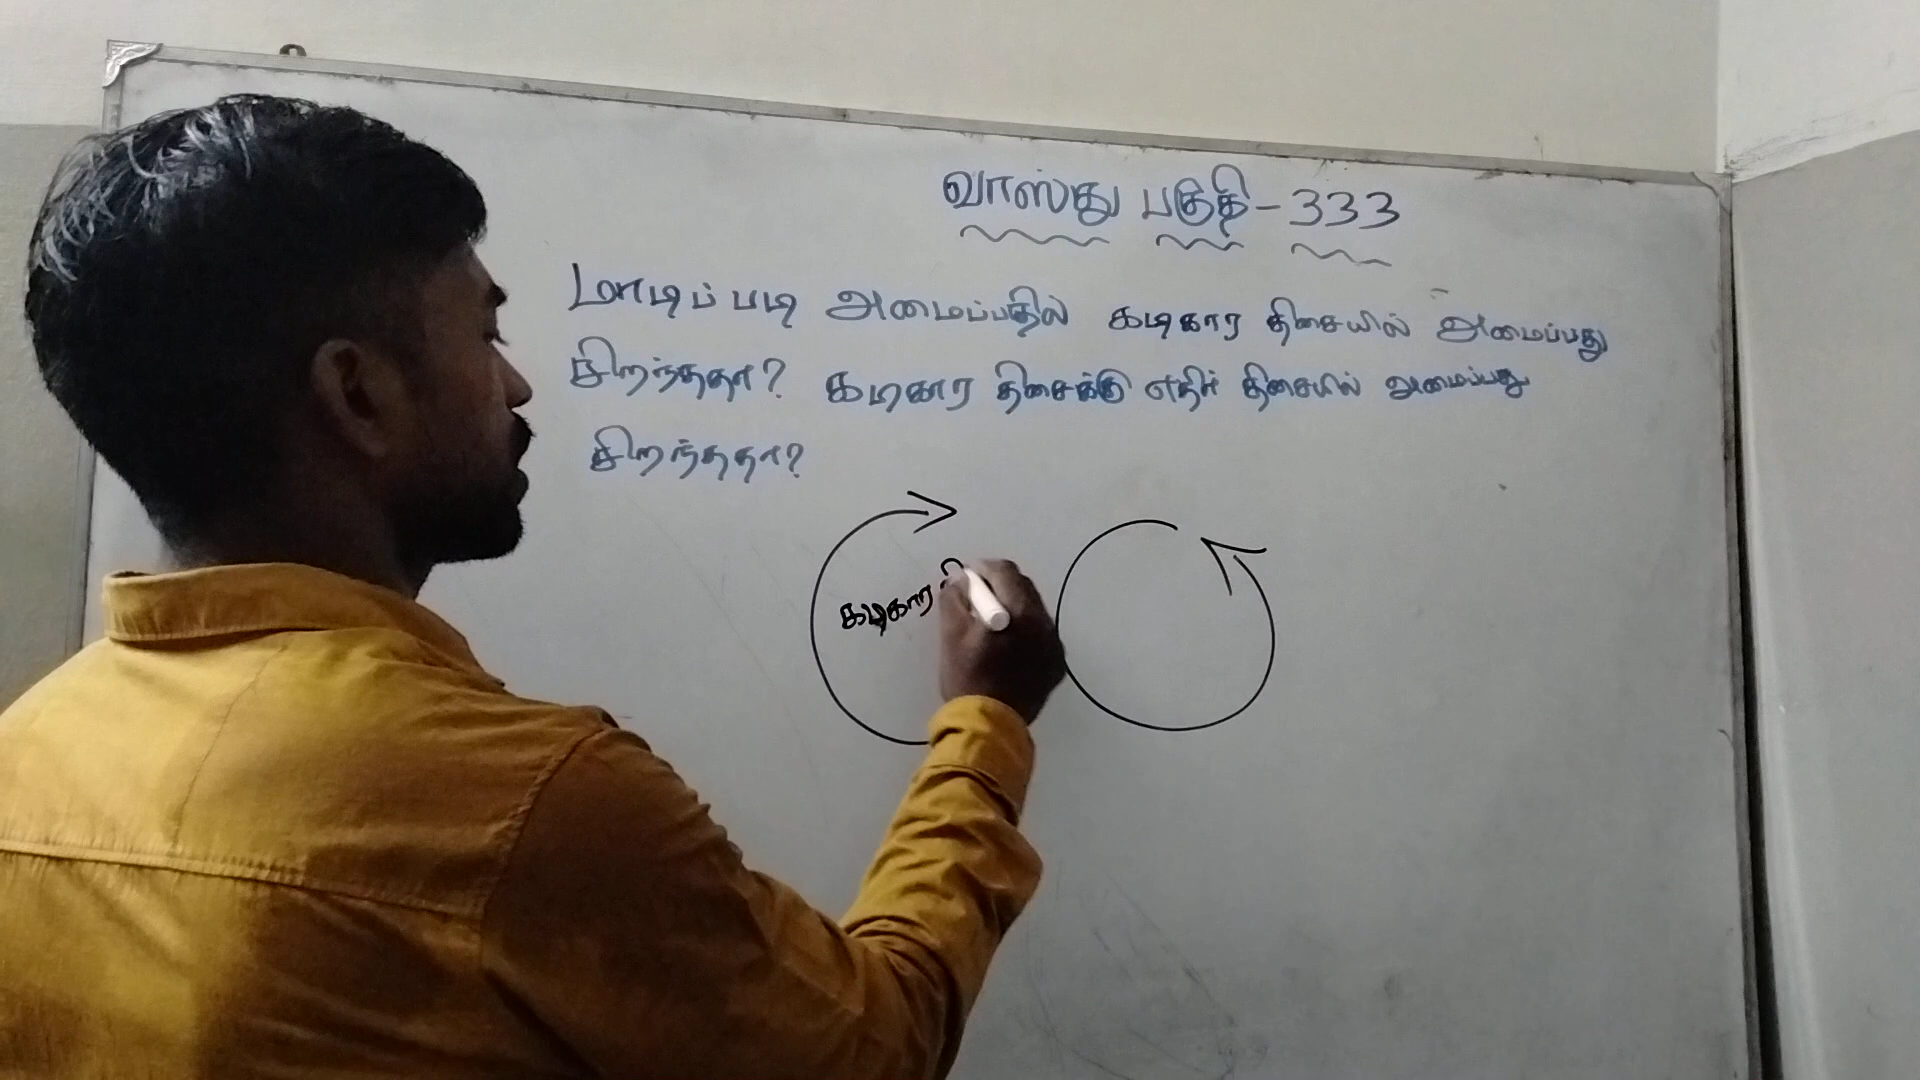 வாஸ்து பகுதி - 333
மாடிப்படி அமைப்பதில் கடிகார திசையில் அமைப்பது
சிறந்ததா? கடிகார திசைக்கு எதிர் திசையில் அமைப்பது
சிறந்ததா?
கடிகார